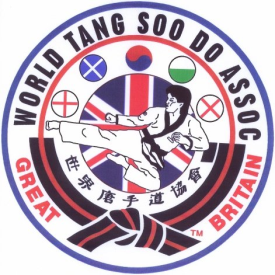 WORLD TANG SOO DO ASSOC
世界唐手道協會
GREAT BRITAIN
TM